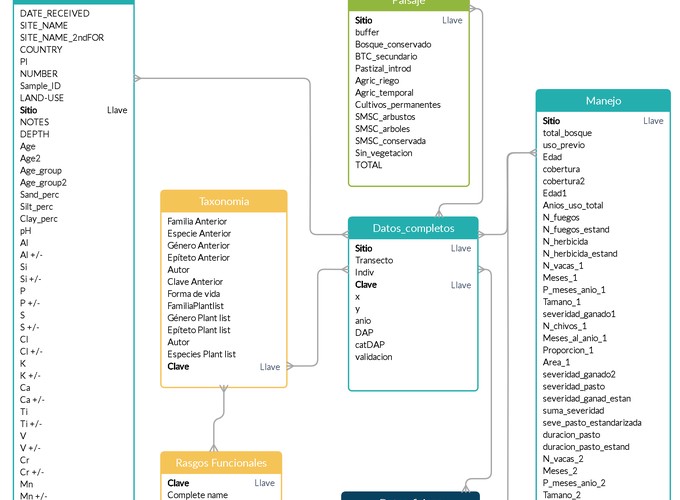 DATE_RECEIVED
SITE_NAME
SITE_NAME_2ndFOR
COUNTRY
PI
NUMBER
Sample_ID
LAND-USE
Sitio Llave
NOTES
DEPTH
Age
Age2
Age_group
Age_group2
Sand_perc
Silt_perc
Clay_perc
pH
Al
Al +/-
Si
Si +/-
P
P +/-
S
S +/-
Cl
Cl +/-
K
K +/-
Ca
Ca +/-
Ti
Ti +/-
V
V +/-
Cr
Cr +/-
Mn
Mn +/-
Taxonomia
Familia Anterior
Especie Anterior
Género Anterior
Epíteto Anterior
Autor
Clave Anterior
Forma de vida
FamiliaPlantlist
Género Plant list
Epíteto Plant list
Autor
Especies Plant list
Clave Llave
Rasgos Funcionales
Clave Llave
Complete name
Paisaje
Sitio Llave
buffer
Bosque_conservado
BTC_secundario
Pastizal_introd
Agric_riego
Agric_temporal
Cultivos_permanentes
SMSC_arbustos
SMSC_arboles
SMSC_conservada
Sin_vegetacion
TOTAL
Datos_completos
Sitio Llave
Transecto
Indiv
Clave Llave
x
y
anio
DAP
catDAP
validacion
Manejo
Sitio Llave
total_bosque
uso_previo
Edad
cobertura
cobertura2
Edad1
Anios_uso_total
N_fuegos
N_fuegos_estand
N_herbicida
N_herbicida_estand
N_vacas_1
Meses_1
P_meses_anio_1
Tamano_1
severidad_ganado1
N_chivos_1
Meses_al_anio_1
Proporcion_1
Area_1
severidad_ganado2
severidad_pasto
severidad_ganad_estan
suma_severidad
seve_pasto_estandarizada
duracion_pasto
duracion_pasto_estand
N_vacas_2
Meses_2
P_meses_anio_2
Tamano_2